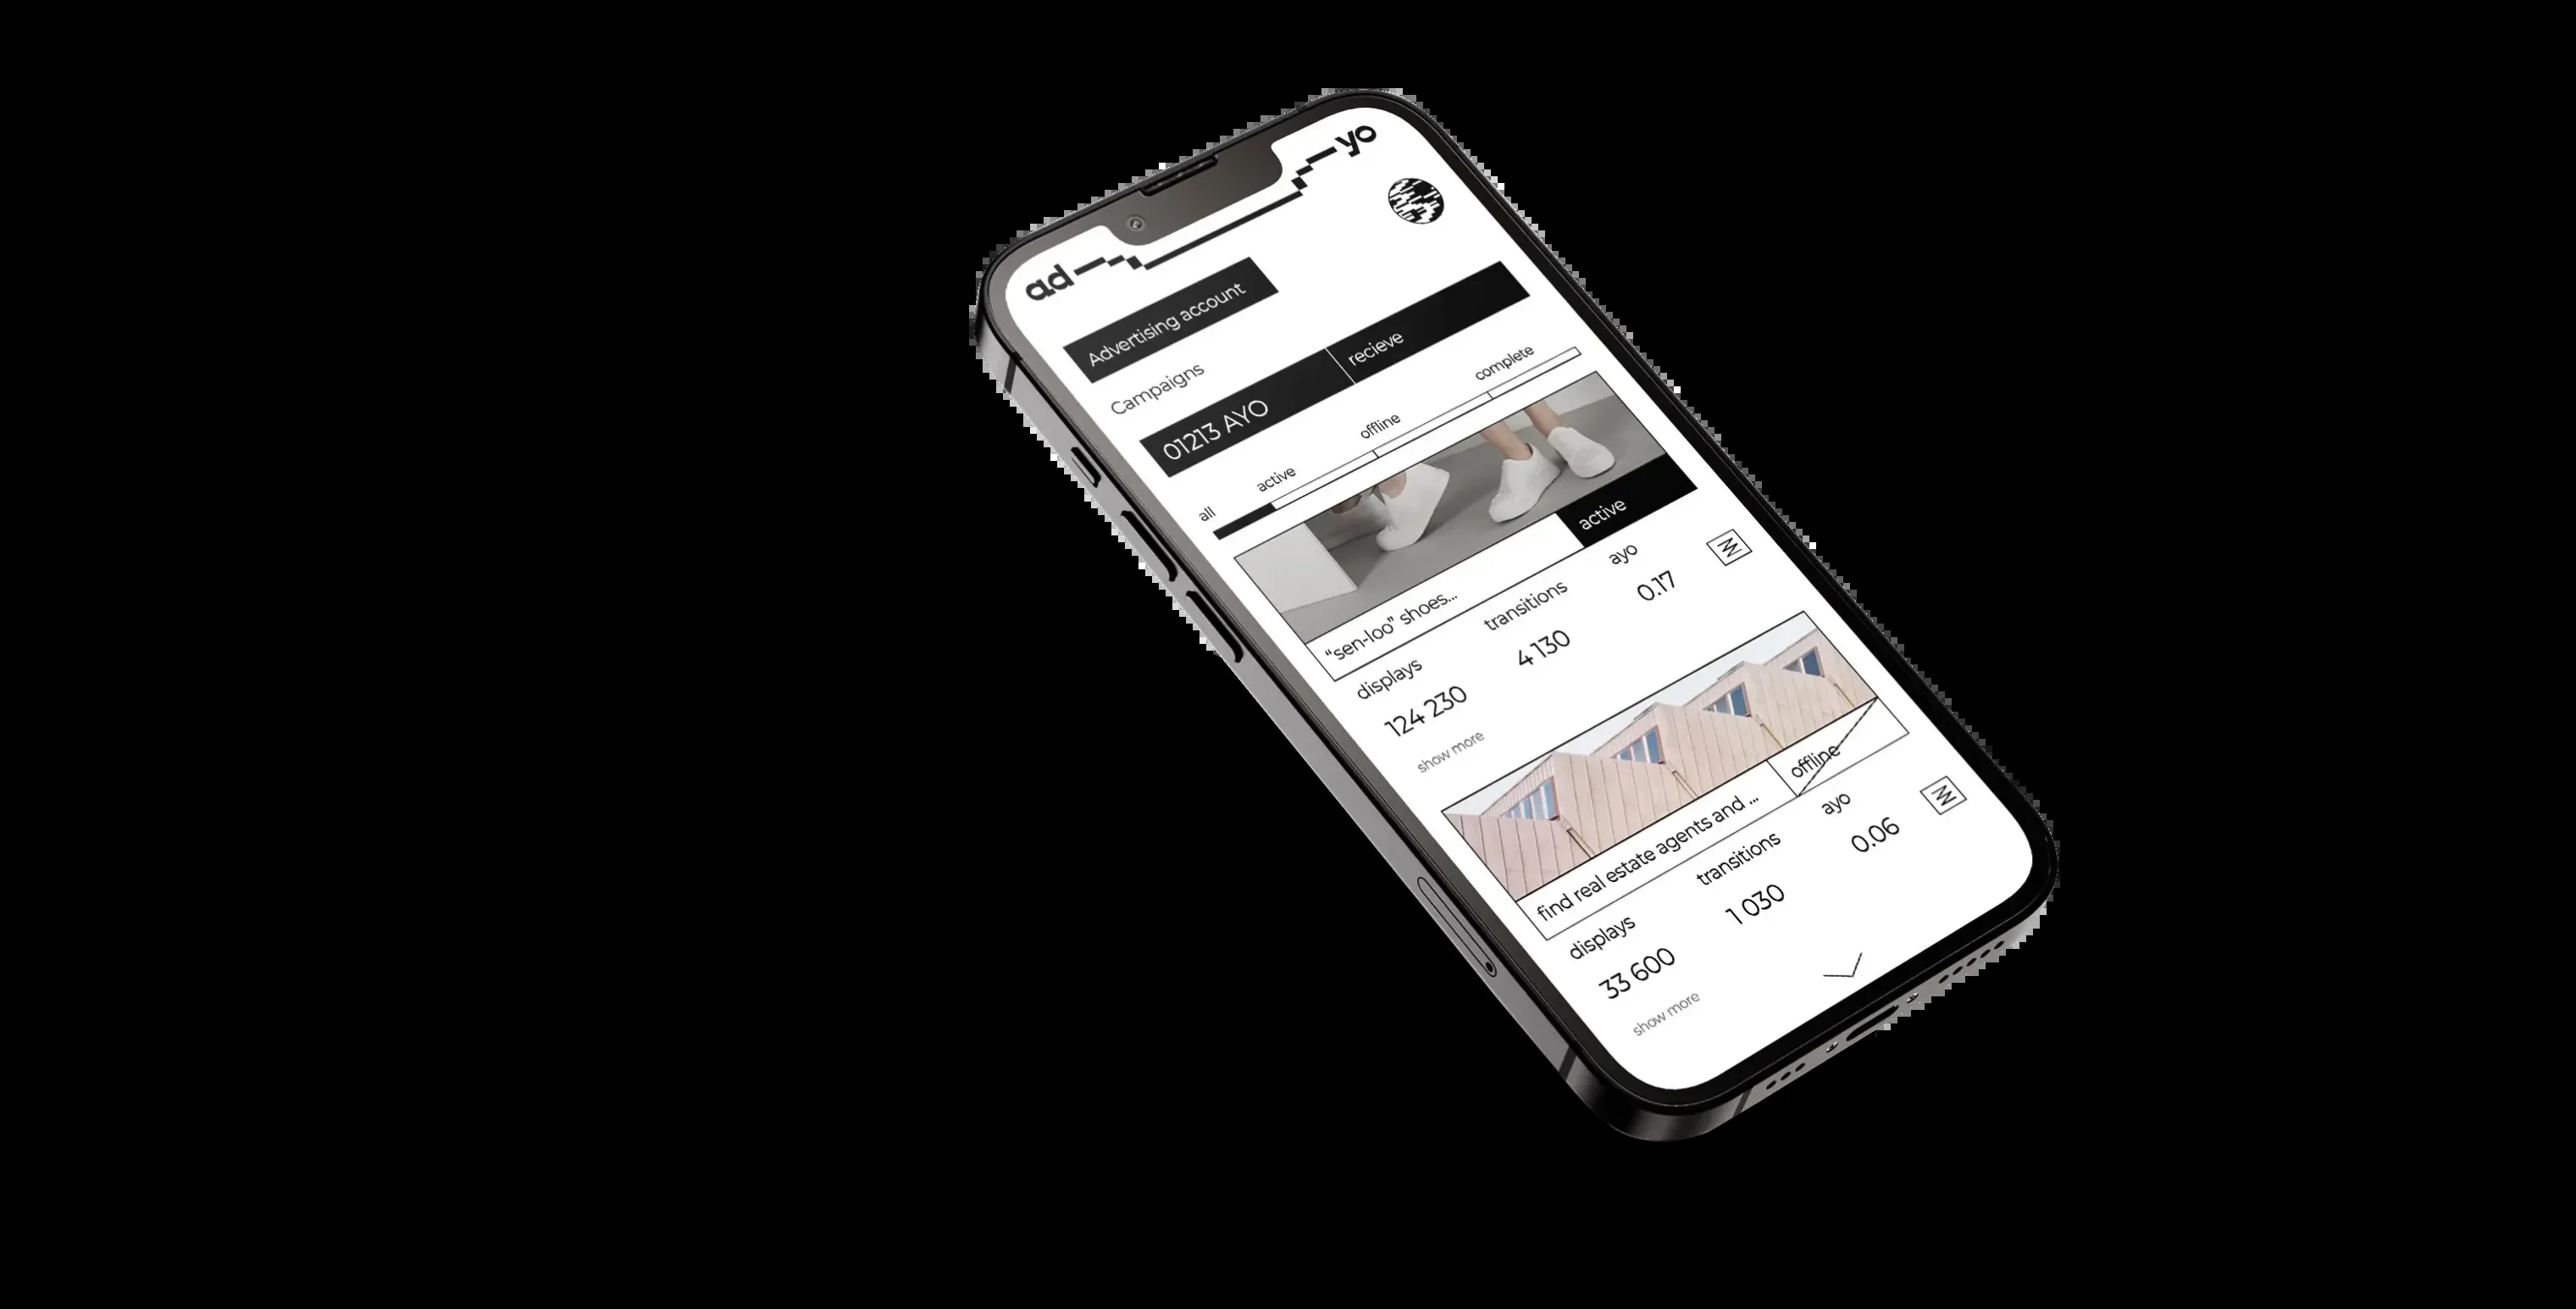 ad yo
Advertising account
Campaigns
01213 AYO recieve
all active offline complete
"sen-loo" shoes... active
displays transitions ayo
124 230 4 130 0.17
show more
find real estate agents and ... offline
displays transitions ayo
33 600 1 030 0.06
show more